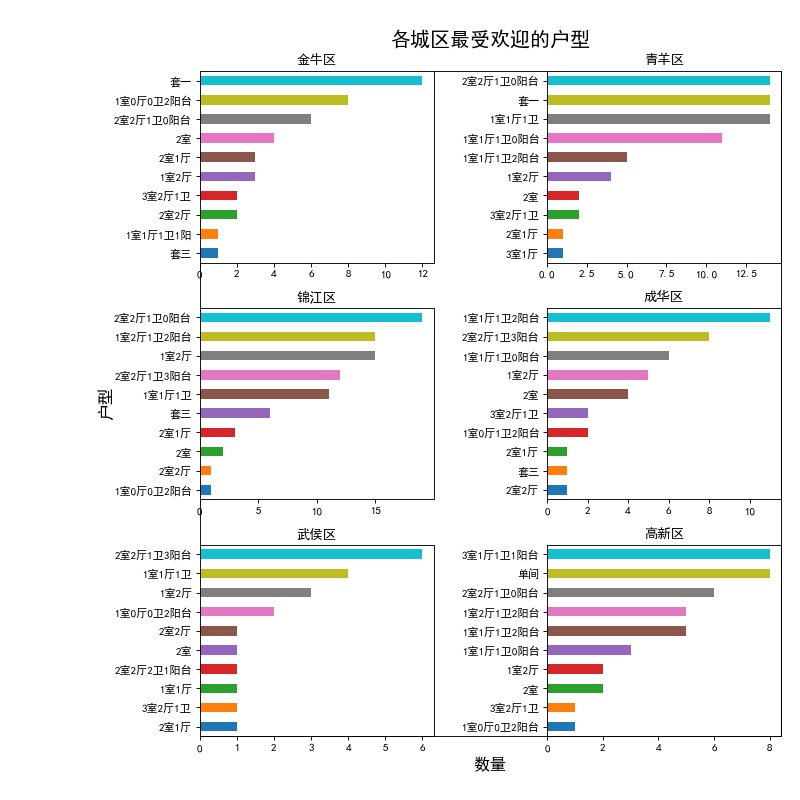 各城区最受欢迎的户型
金牛区
套一
1室0厅0卫2阳台
2室2厅1卫0阳台
2室
2室1厅
1室2厅
3室2厅1卫
2室2厅
1室1厅1卫1阳
套三
0 2 4 6 8 10 12
青羊区
2室2厅1卫0阳台
套一
1室1厅1卫
1室1厅1卫0阳台
1室1厅1卫2阳台
1室2厅
2室
3室2厅1卫
2室1厅
3室1厅
0.0 2.5 5.0 7.5 10.0 12.5
锦江区
2室2厅1卫0阳台
1室2厅1卫2阳台
1室2厅
2室2厅1卫3阳台
1室1厅1卫
套三
2室1厅
2室
2室2厅
1室0厅0卫2阳台
0 5 10 15
成华区
1室1厅1卫2阳台
2室2厅1卫3阳台
1室1厅1卫0阳台
1室2厅
2室
3室2厅1卫
1室0厅1卫2阳台
2室1厅
套三
2室2厅
0 2 4 6 8 10
武侯区
2室2厅1卫3阳台
1室1厅1卫
1室2厅
1室0厅0卫2阳台
2室2厅
2室
2室2厅2卫1阳台
1室1厅
3室2厅1卫
2室1厅
0 1 2 3 4 5 6
高新区
3室1厅1卫1阳台
单间
2室2厅1卫0阳台
1室2厅1卫2阳台
1室1厅1卫2阳台
1室1厅1卫0阳台
1室2厅
2室
3室2厅1卫
1室0厅0卫2阳台
0 2 4 6 8
户型
数量